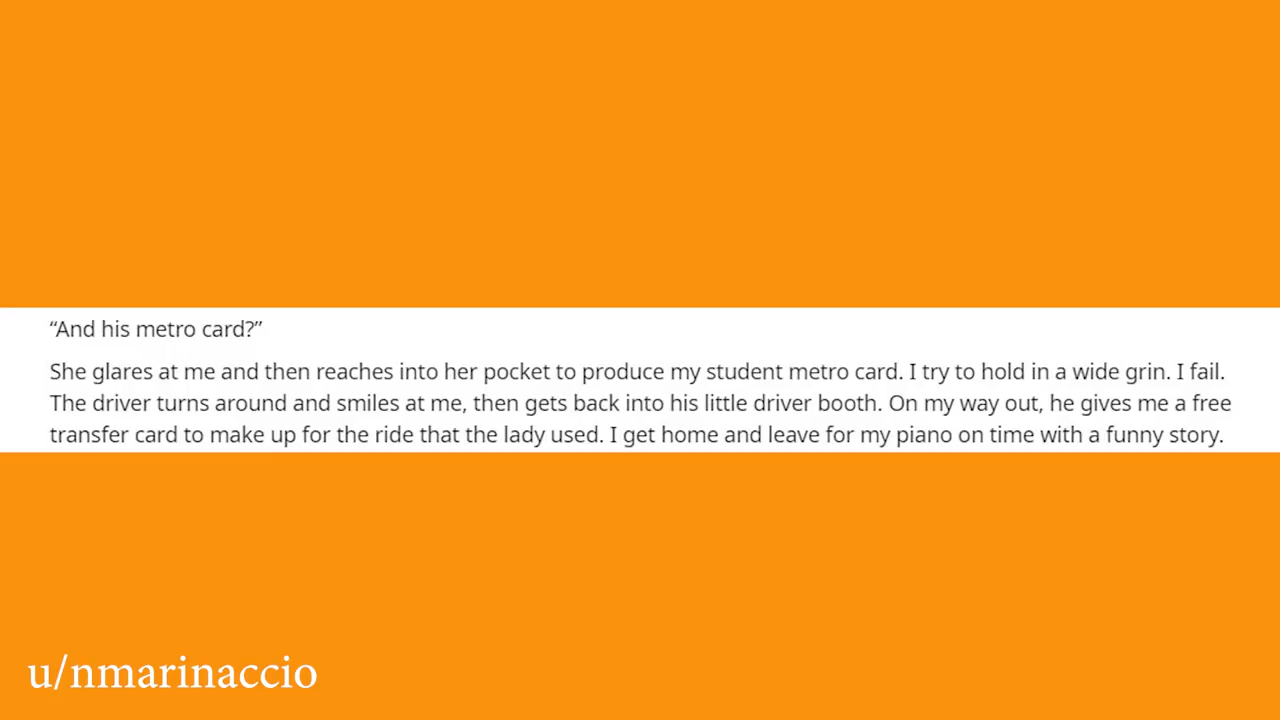 “And his metro card?”
She glares at me and then reaches into her pocket to produce my student metro card. I try to hold in a wide grin. I fail.
The driver turns around and smiles at me, then gets back into his little driver booth. On my way out, he gives me a free
transfer card to make up for the ride that the lady used. I get home and leave for my piano on time with a funny story.
u/nmarinaccio